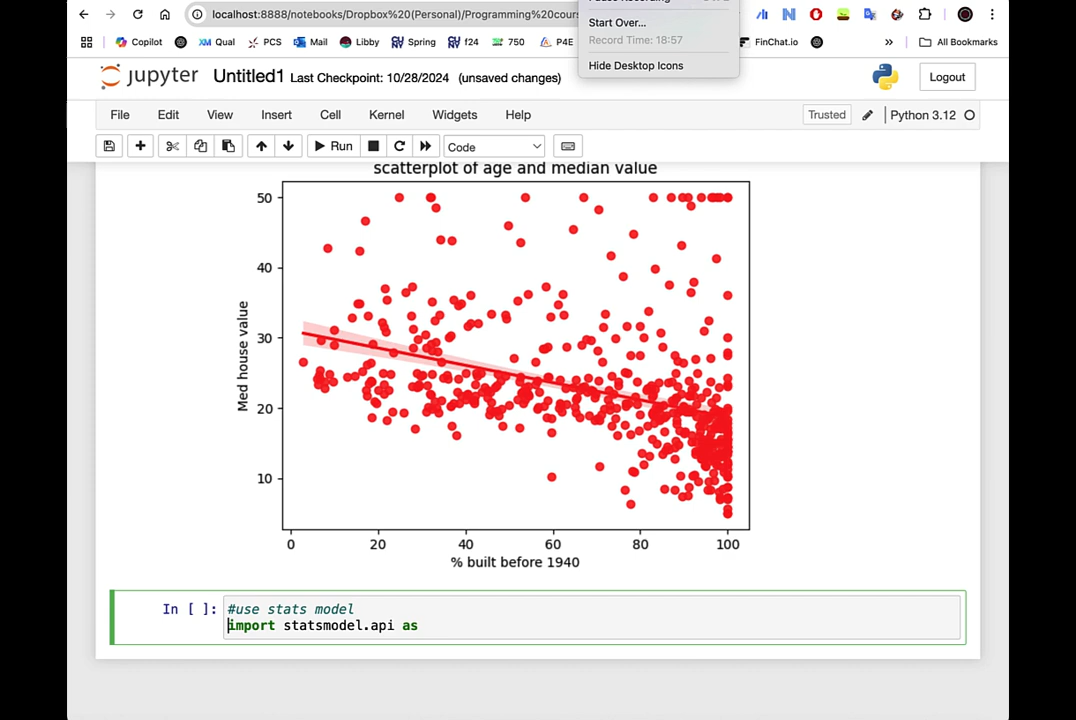 localhost:8888/notebooks/Dropbox%20(Personal)/Programming%20cours
Start Over...
Record Time: 18:57
Hide Desktop Icons
Copilot
Qual
PCS
Mail
Libby
Spring
f24
750
P4E
FinChat.io
»
All Bookmarks
jupyter Untitled1 Last Checkpoint: 10/28/2024 (unsaved changes)
Logout
File Edit View Insert Cell Kernel Widgets Help
Trusted
Python 3.12
Run
Code
scatterplot of age and median value
50
40
30
20
10
Med house value
0 20 40 60 80 100
% built before 1940
In [ ]: #use stats model
import statsmodel.api as